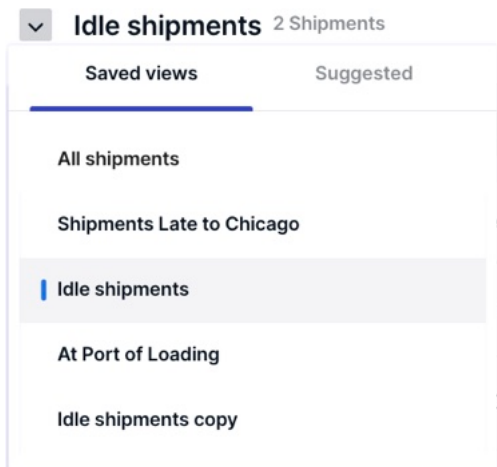 Idle shipments 2 Shipments
Saved views Suggested
All shipments
Shipments Late to Chicago
Idle shipments
At Port of Loading
Idle shipments copy